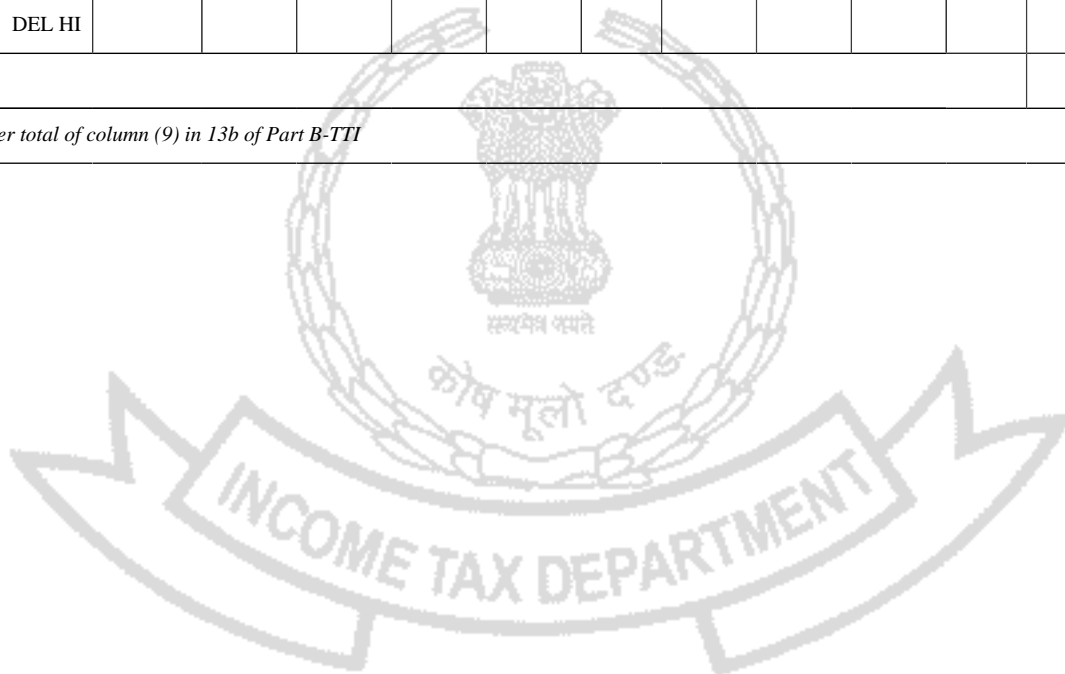 DEL HI
er total of column (9) in 13b of Part B-TTI
सत्यमेव जयते
कोष मूलो दण्ड:
INCOME TAX DEPARTMENT